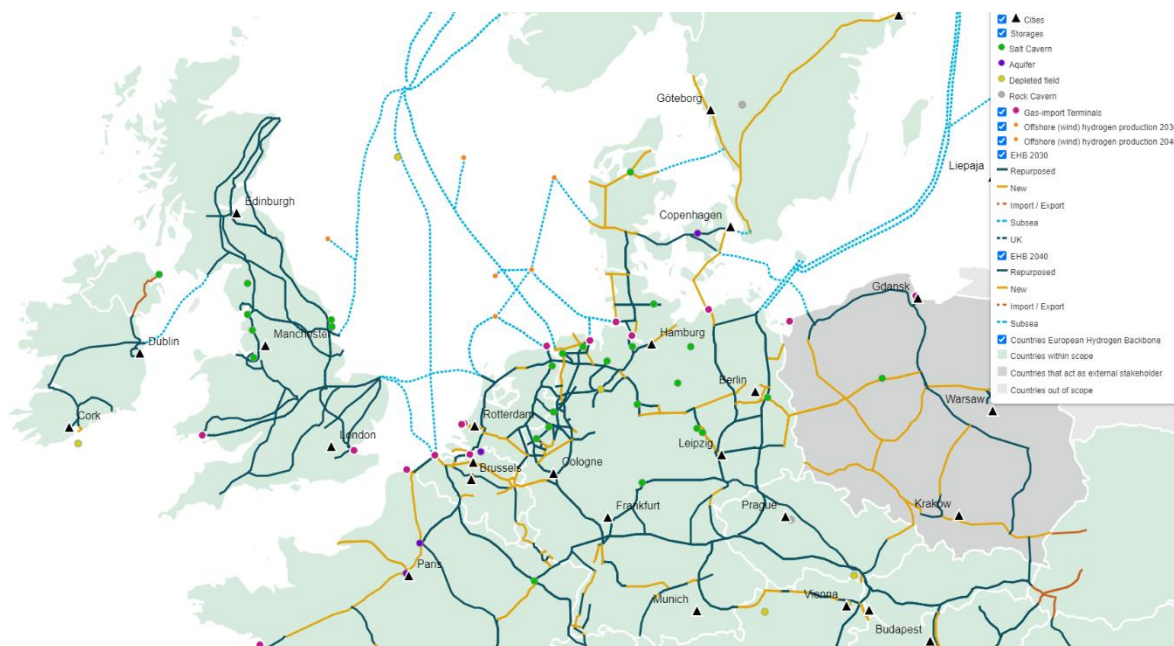 Cities
Storages
Salt Cavern
Aquifer
Depleted field
Rock Cavern
Gas-import Terminals
Offshore (wind) hydrogen production 203
Offshore (wind) hydrogen production 204
EHB 2030
Repurposed
New
Import / Export
Subsea
UK
EHB 2040
Repurposed
New
Import / Export
Subsea
Countries European Hydrogen Backbone
Countries within scope
Countries that act as external stakeholder
Countries out of scope
Göteborg
Liepaja
Edinburgh
Copenhagen
Gdansk
Dublin
Manchester
Hamburg
Berlin
Warsaw
Cork
London
Rotterdam
Brussels
Cologne
Leipzig
Frankfurt
Prague
Krakow
Paris
Munich
Vienna
Budapest